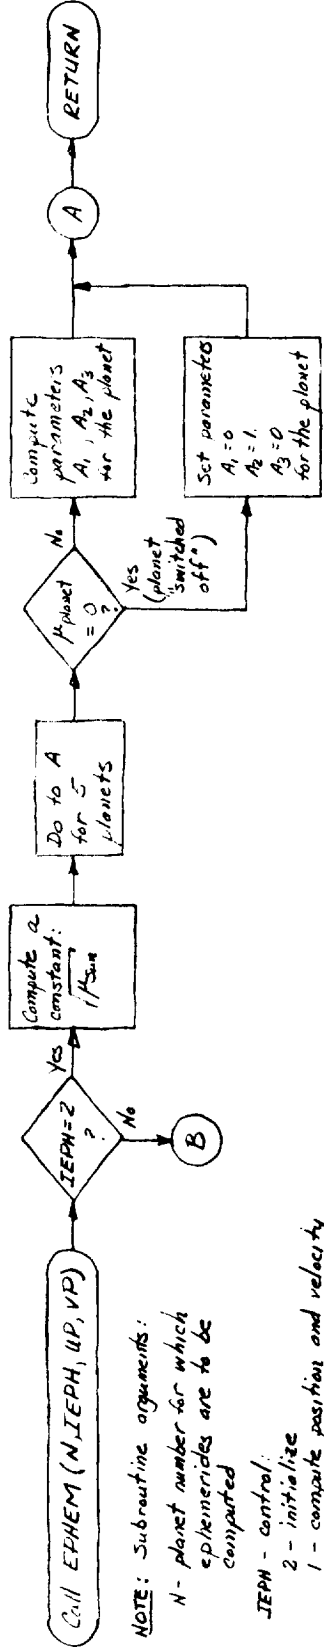 Call EPHEM (N, IEPH, UP, VP)
IEPH=2
?
Yes
No
B
Compute a
constant:
√μSun
Do to A
for 5
planets
μplanet
= 0
?
No
Yes
(planet
"switched
off")
Compute
parameters
A1, A2, A3
for the planet
Set parameters
A1=0
A2=1.
A3=0
for the planet
A
RETURN
NOTE: Subroutine arguments:
N- planet number for which
ephemerides are to be
computed
IEPH - control:
2 - initialize
1 - compute position and velocity